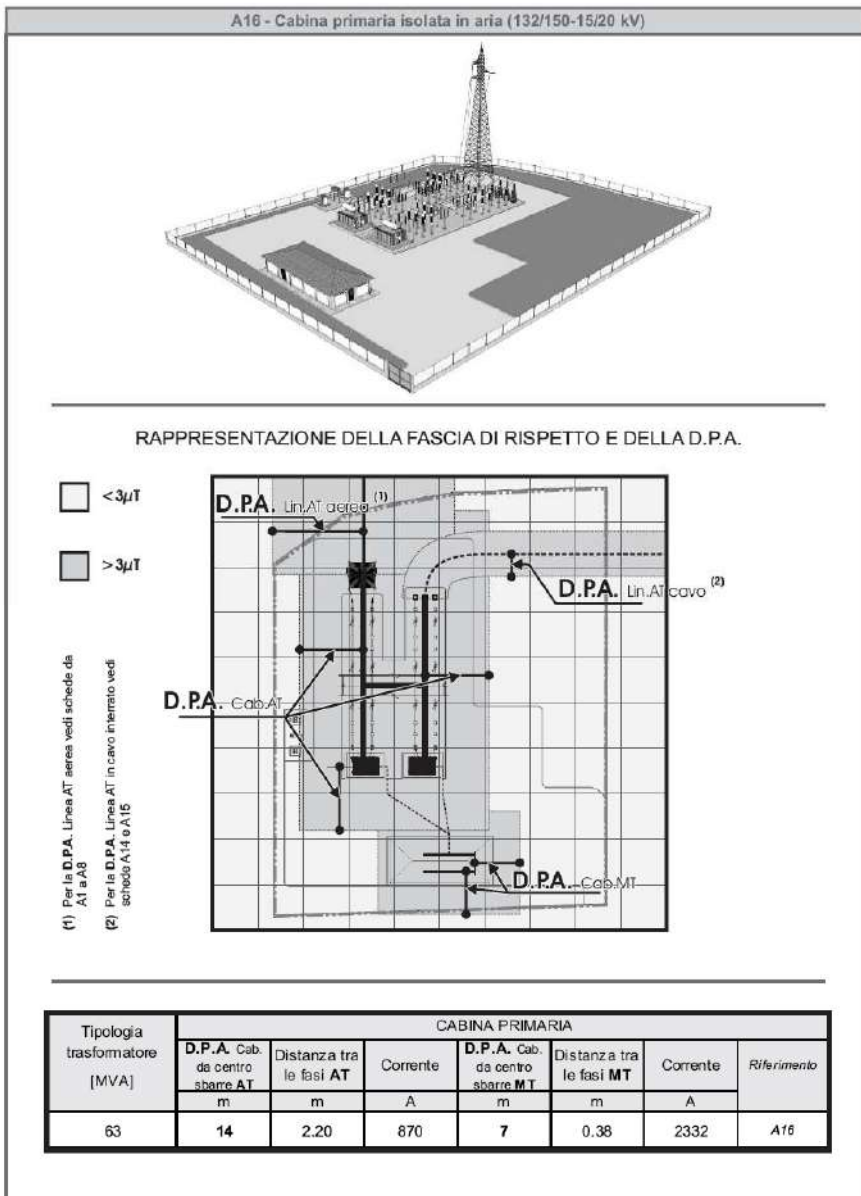 A16 - Cabina primaria isolata in aria (132/150-15/20 kV)
RAPPRESENTAZIONE DELLA FASCIA DI RISPETTO E DELLA D.P.A.
<3µT
>3µT
(1) Per la D.P.A. Linea AT aerea vedi schede da
A1 a A8
(2) Per la D.P.A. Linea AT in cavo interrato vedi
schede A14 e A15
D.P.A. Lin.AT aerea (1)
D.P.A. Lin.AT cavo (2)
D.P.A. Cab.AT
D.P.A. Cab.MT
Tipologia
trasformatore
[MVA]
CABINA PRIMARIA
D.P.A. Cab.
da centro
sbarre AT
Distanza tra
le fasi AT
Corrente
D.P.A. Cab.
da centro
sbarre MT
Distanza tra
le fasi MT
Corrente
Riferimento
m m A m m A
63 14 2.20 870 7 0.38 2332 A16